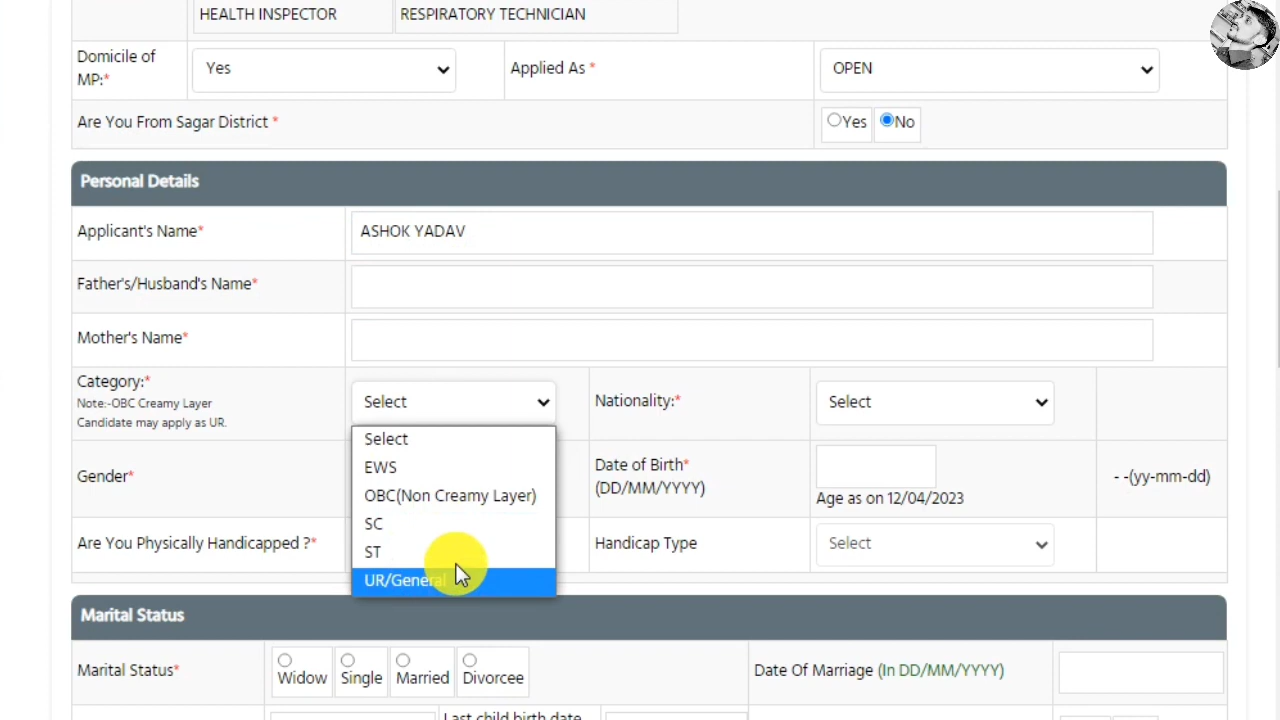 HEALTH INSPECTOR RESPIRATORY TECHNICIAN
Domicile of
MP:* Yes Applied As * OPEN
Are You From Sagar District * Yes No
Personal Details
Applicant's Name* ASHOK YADAV
Father's/Husband's Name*
Mother's Name*
Category:*
Note:-OBC Creamy Layer
Candidate may apply as UR.
Select Nationality:* Select
Select
EWS
OBC(Non Creamy Layer)
SC
ST
UR/General
Gender* Date of Birth*
(DD/MM/YYYY)
Age as on 12/04/2023
- -(yy-mm-dd)
Are You Physically Handicapped ?* Handicap Type Select
Marital Status
Marital Status* Widow Single Married Divorcee Date Of Marriage (In DD/MM/YYYY)
Last child birth date